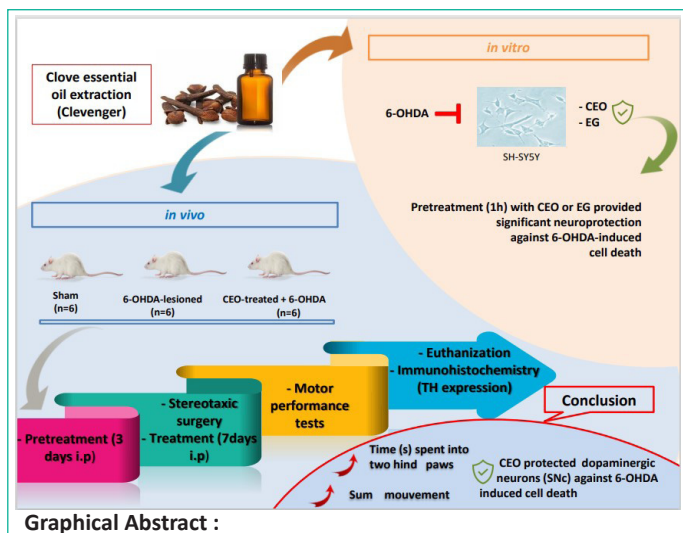 in vitro
Clove essential
oil extraction
(Clevenger)
6-OHDA
- CEO
- EG
SH-SY5Y
Pretreatment (1h) with CEO or EG provided
significant neuroprotection
against 6-OHDA-induced
cell death
in vivo
Sham
(n=6)
6-OHDA-lesioned
(n=6)
CEO-treated + 6-OHDA
(n=6)
- Pretreatment (3
days i.p)
- Stereotaxic
surgery
- Treatment (7days
i.p)
- Motor
performance
tests
- Euthanization
- Immunohistochemistry
(TH expression)
Conclusion
Time (s) spent into
two hind paws
Sum mouvement
CEO protected dopaminergic
neurons (SNc) against 6-OHDA
induced cell death
Graphical Abstract :